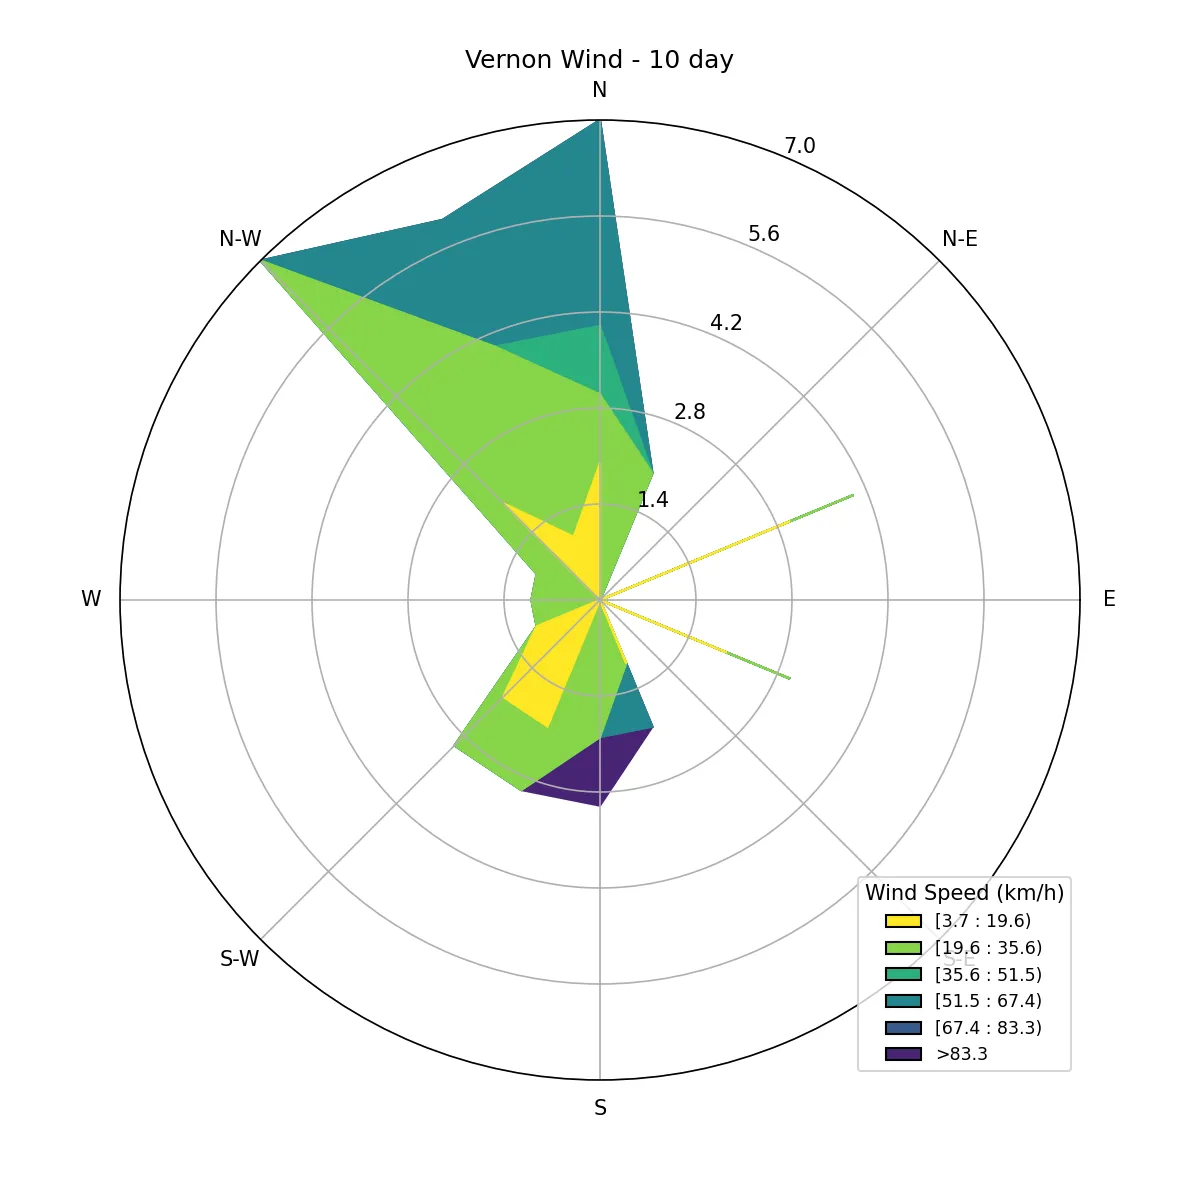 Vernon Wind - 10 day
N
7.0
5.6
N-W
N-E
4.2
2.8
1.4
W
E
Wind Speed (km/h)
[3.7 : 19.6)
[19.6 : 35.6)
S-W
S-E
[35.6 : 51.5)
[51.5 : 67.4)
[67.4 : 83.3)
>83.3
S